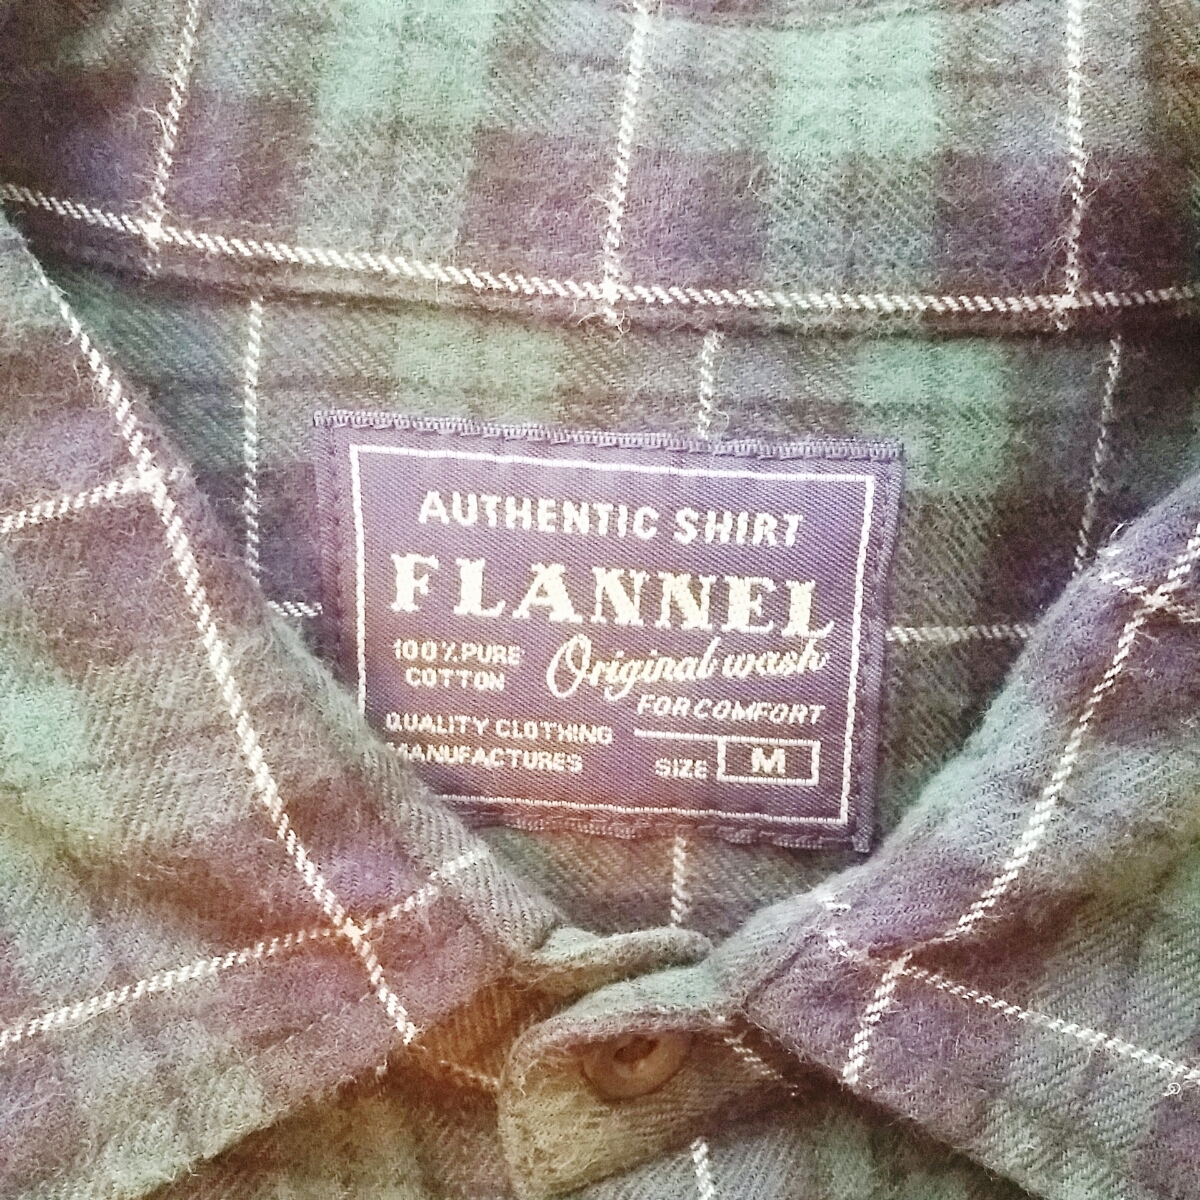 AUTHENTIC SHIRT
FLANNEL
100% PURE
COTTON
Original wash
FOR COMFORT
QUALITY CLOTHING
MANUFACTURES
SIZE M